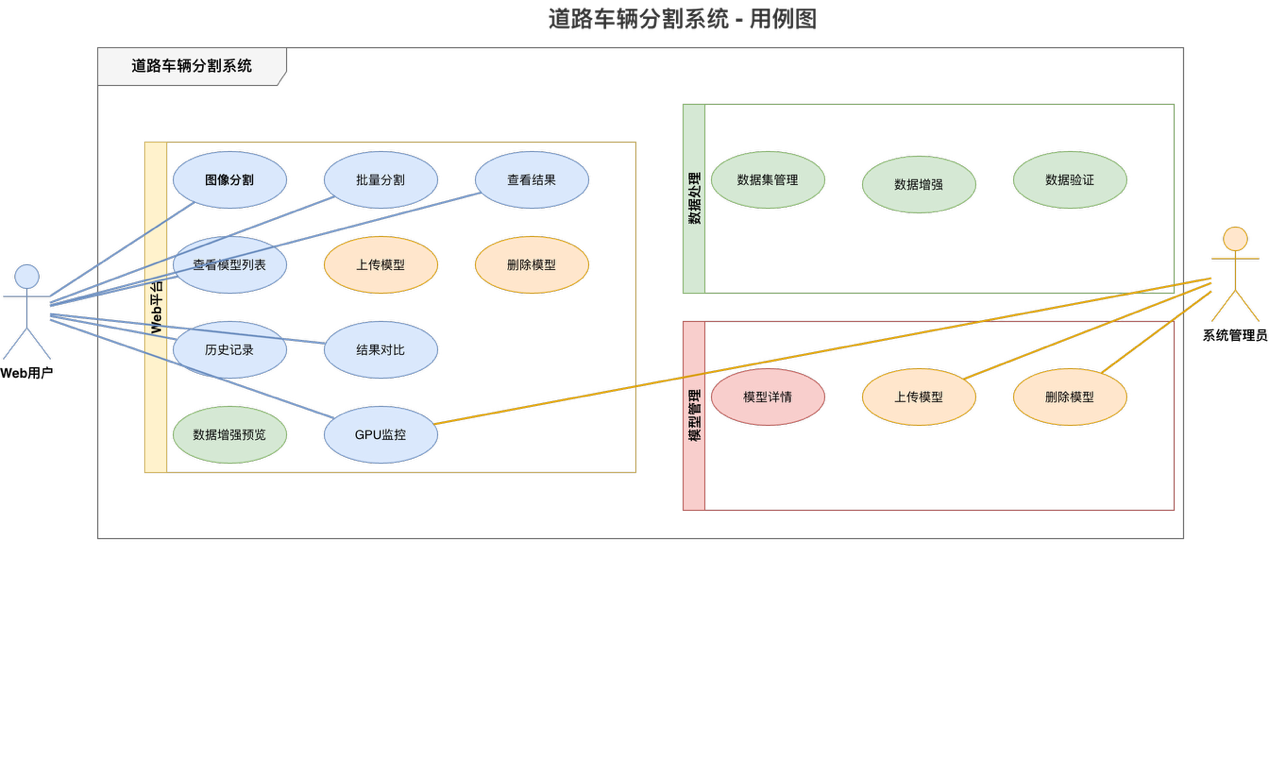 道路车辆分割系统 - 用例图
道路车辆分割系统
Web平台
图像分割
批量分割
查看结果
查看模型列表
上传模型
删除模型
历史记录
结果对比
数据增强预览
GPU监控
数据处理
数据集管理
数据增强
数据验证
模型管理
模型详情
上传模型
删除模型
Web用户
系统管理员